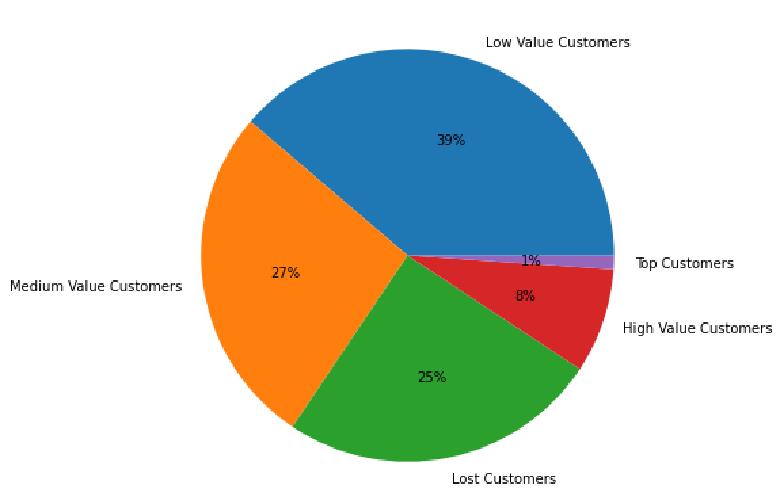 Low Value Customers
39%
Top Customers
1%
27%
Medium Value Customers
8%
High Value Customers
25%
Lost Customers